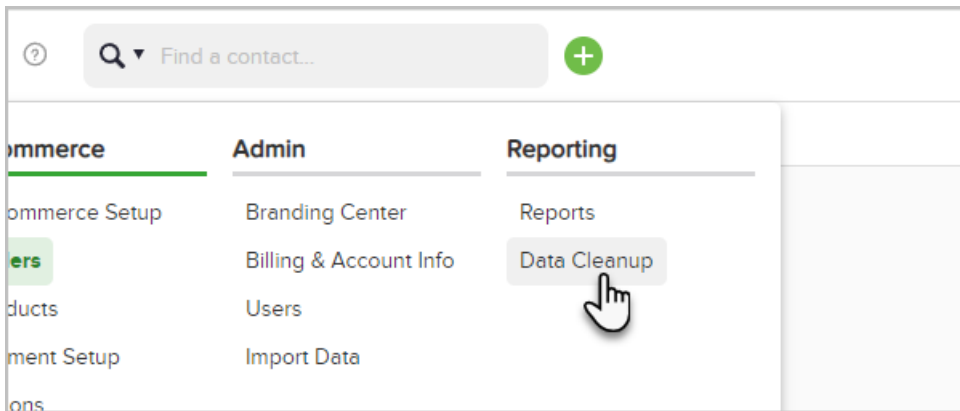 Find a contact...
ommerce
ommerce Setup
ers
ducts
ment Setup
ons
Admin
Branding Center
Billing & Account Info
Users
Import Data
Reporting
Reports
Data Cleanup